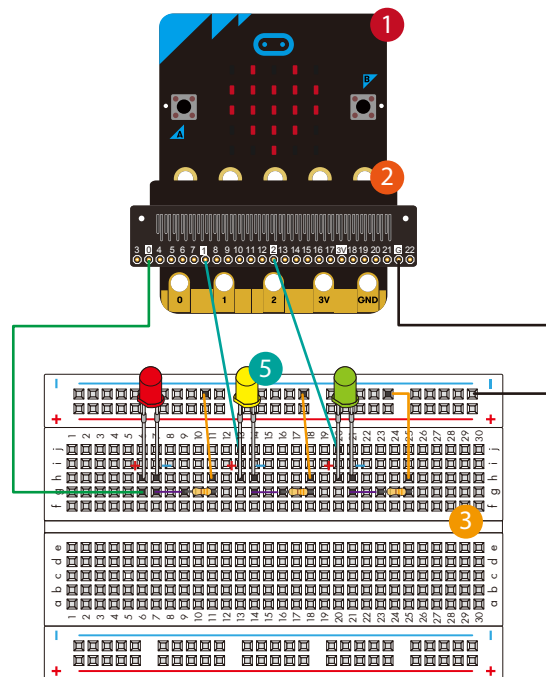 1
B
A
2
3 0 4 5 6 7 1 8 9 10 11 12 2 13 14 15 16 17 3V 18 19 20 21 G 22
0 1 2 3V GND
5
− −
+ +
1 2 3 4 5 6 7 8 9 10 11 12 13 14 15 16 17 18 19 20 21 22 23 24 25 26 27 28 29 30
j j
i i
+ − + − + −
h h
g g
f f
3
e e
d d
c c
b b
a a
1 2 3 4 5 6 7 8 9 10 11 12 13 14 15 16 17 18 19 20 21 22 23 24 25 26 27 28 29 30
− −
+ +